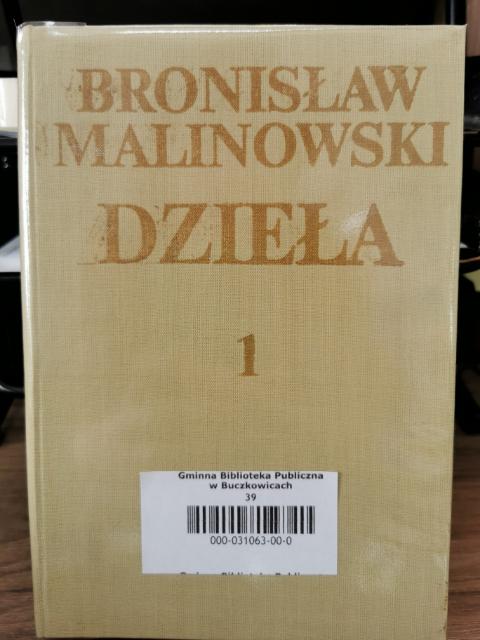 BRONISŁAW
MALINOWSKI
DZIEŁA
1
Gminna Biblioteka Publiczna
w Buczkowicach
39
000-031063-00-0